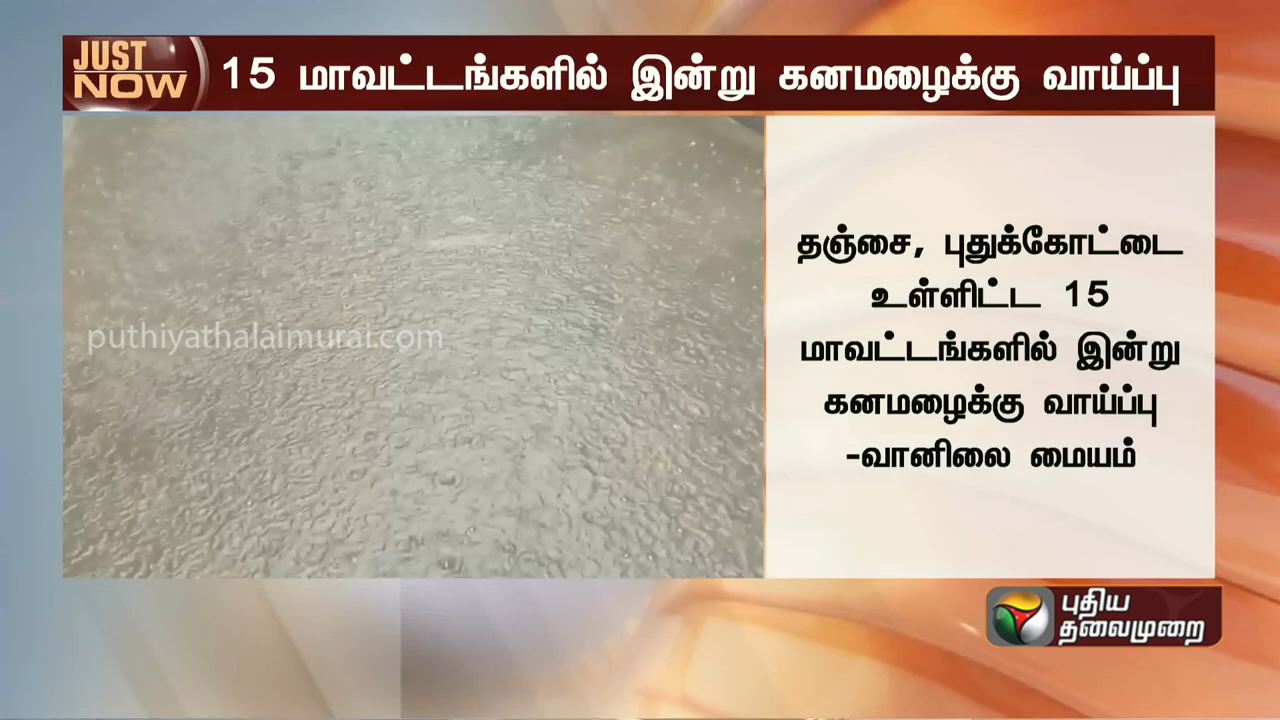 JUST
NOW
15 மாவட்டங்களில் இன்று கனமழைக்கு வாய்ப்பு
puthiyathalaimurai.com
தஞ்சை, புதுக்கோட்டை
உள்ளிட்ட 15
மாவட்டங்களில் இன்று
கனமழைக்கு வாய்ப்பு
-வானிலை மையம்
புதிய
தலைமுறை